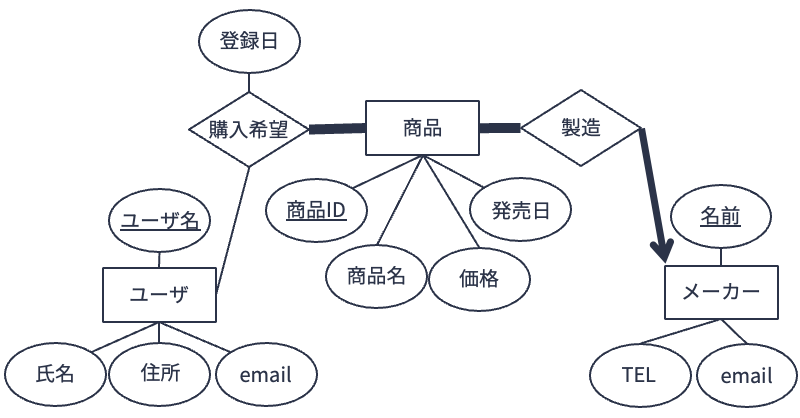 登録日
購入希望
商品
製造
ユーザ名
商品ID
発売日
名前
商品名
価格
ユーザ
メーカー
氏名
住所
email
TEL
email